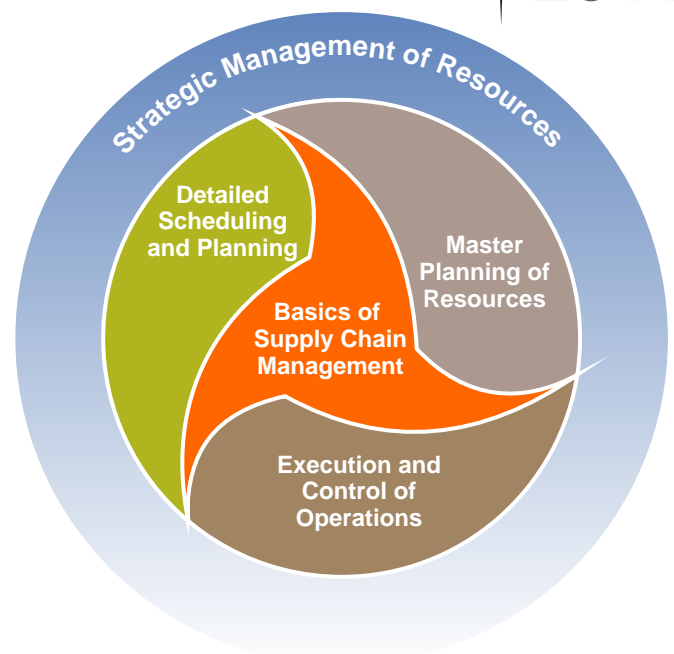 Strategic Management of Resources
Detailed
Scheduling
and Planning
Master
Planning of
Resources
Basics of
Supply Chain
Management
Execution and
Control of
Operations